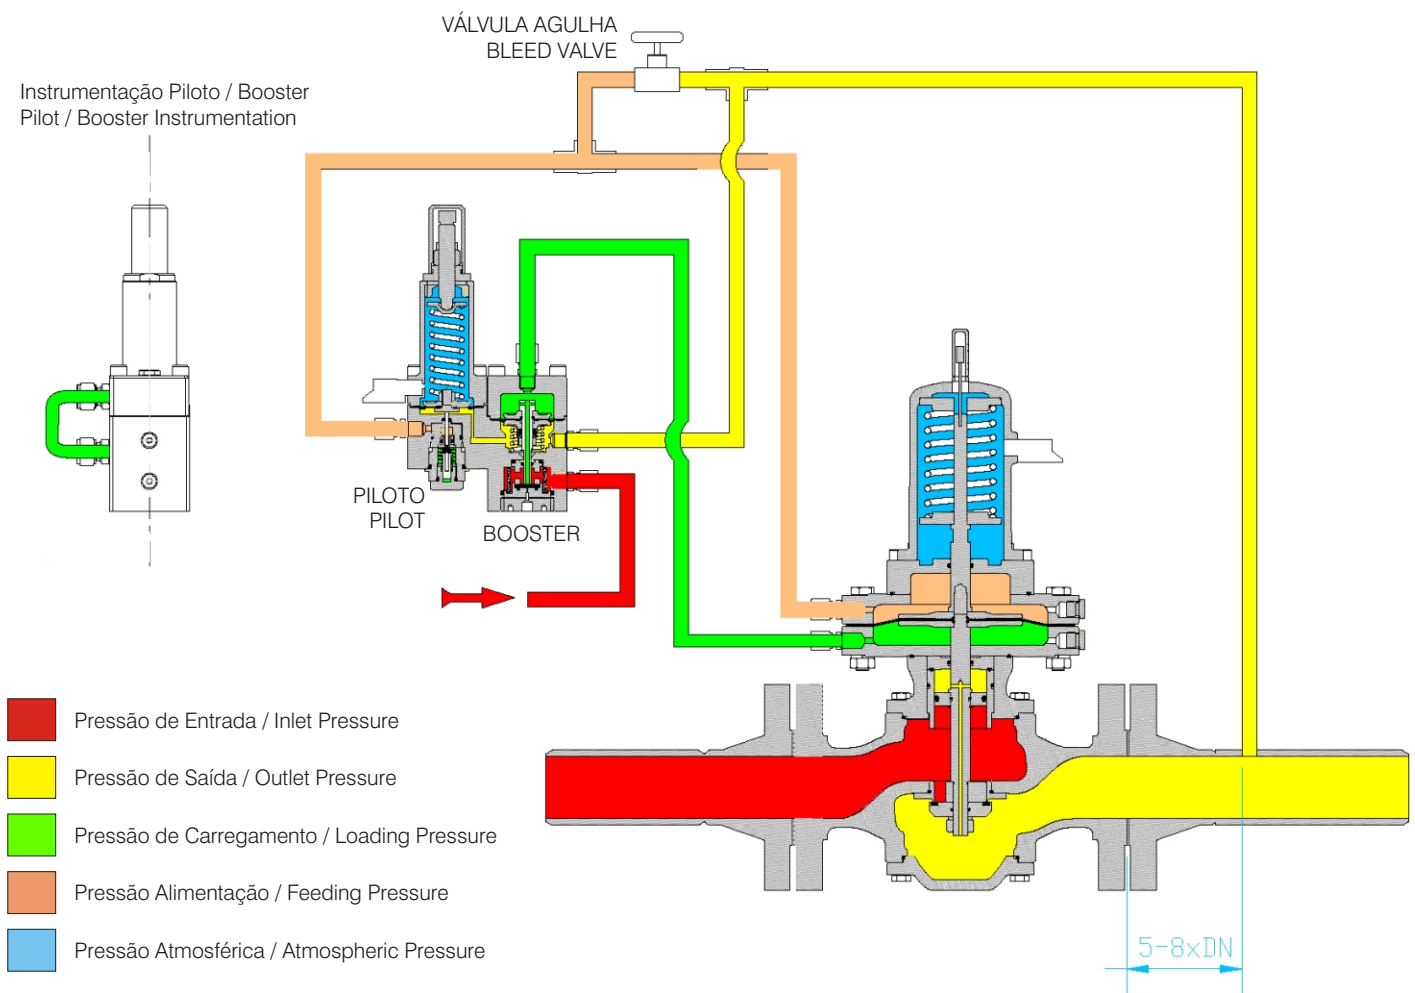 VÁLVULA AGULHA
BLEED VALVE
Instrumentação Piloto / Booster
Pilot / Booster Instrumentation
PILOTO
PILOT
BOOSTER
Pressão de Entrada / Inlet Pressure
Pressão de Saída / Outlet Pressure
Pressão de Carregamento / Loading Pressure
Pressão Alimentação / Feeding Pressure
Pressão Atmosférica / Atmospheric Pressure
5-8xDN